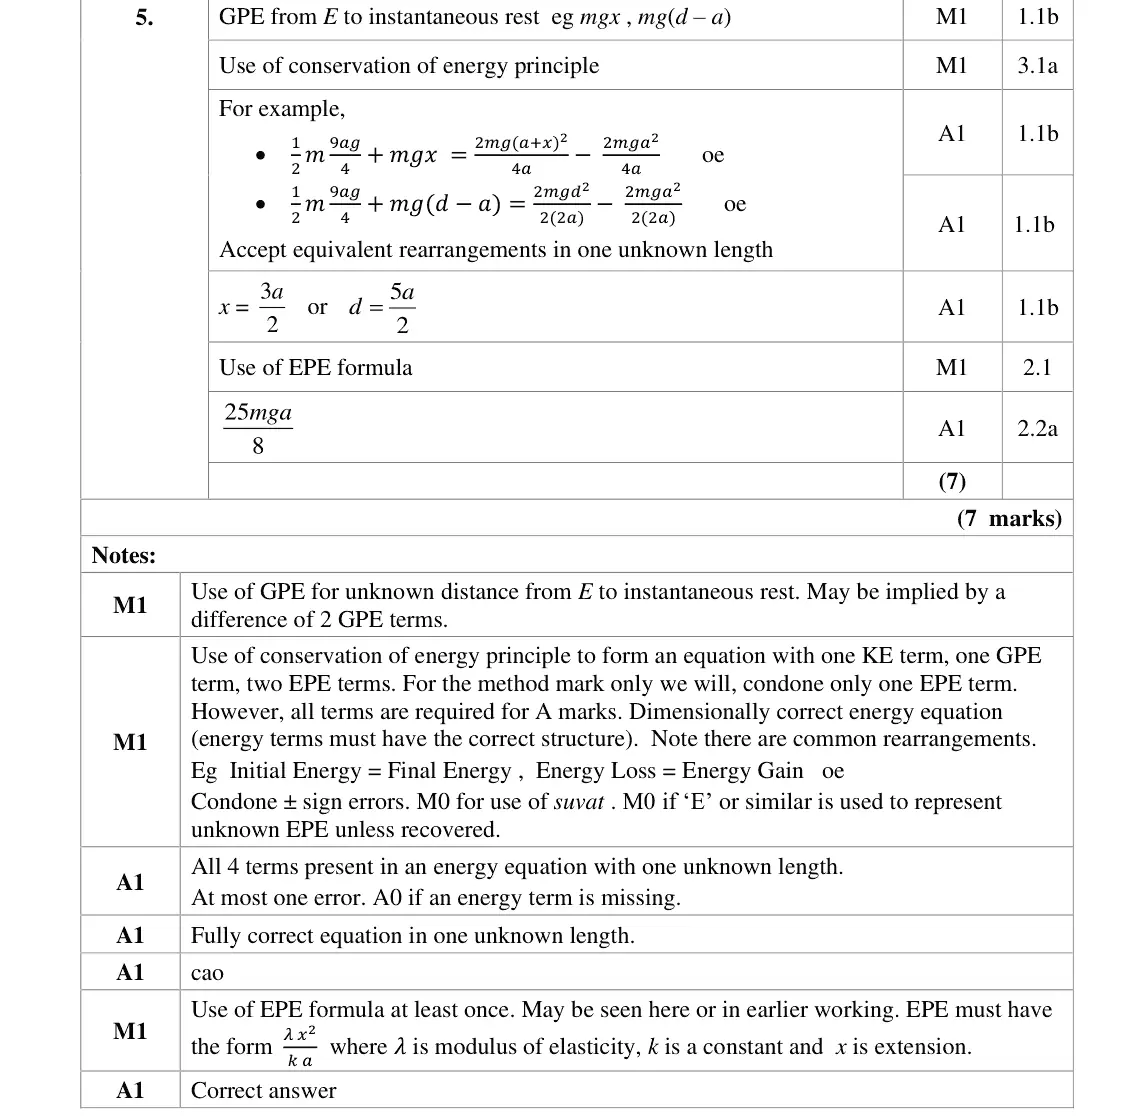 5. GPE from E to instantaneous rest eg mgx , mg(d – a) M1 1.1b
Use of conservation of energy principle M1 3.1a
For example,
• 1/2 m 9ag/4 + mgx = 2mg(a+x)²/4a − 2mga²/4a oe A1 1.1b
• 1/2 m 9ag/4 + mg(d − a) = 2mgd²/2(2a) − 2mga²/2(2a) oe
A1 1.1b
Accept equivalent rearrangements in one unknown length
x = 3a/2 or d = 5a/2 A1 1.1b
Use of EPE formula M1 2.1
25mga/8 A1 2.2a
(7)
(7 marks)
Notes:
M1 Use of GPE for unknown distance from E to instantaneous rest. May be implied by a
difference of 2 GPE terms.
M1 Use of conservation of energy principle to form an equation with one KE term, one GPE
term, two EPE terms. For the method mark only we will, condone only one EPE term.
However, all terms are required for A marks. Dimensionally correct energy equation
(energy terms must have the correct structure). Note there are common rearrangements.
Eg Initial Energy = Final Energy , Energy Loss = Energy Gain oe
Condone ± sign errors. M0 for use of suvat . M0 if ‘E’ or similar is used to represent
unknown EPE unless recovered.
A1 All 4 terms present in an energy equation with one unknown length.
At most one error. A0 if an energy term is missing.
A1 Fully correct equation in one unknown length.
A1 cao
M1 Use of EPE formula at least once. May be seen here or in earlier working. EPE must have
the form λx²/ka where λ is modulus of elasticity, k is a constant and x is extension.
A1 Correct answer